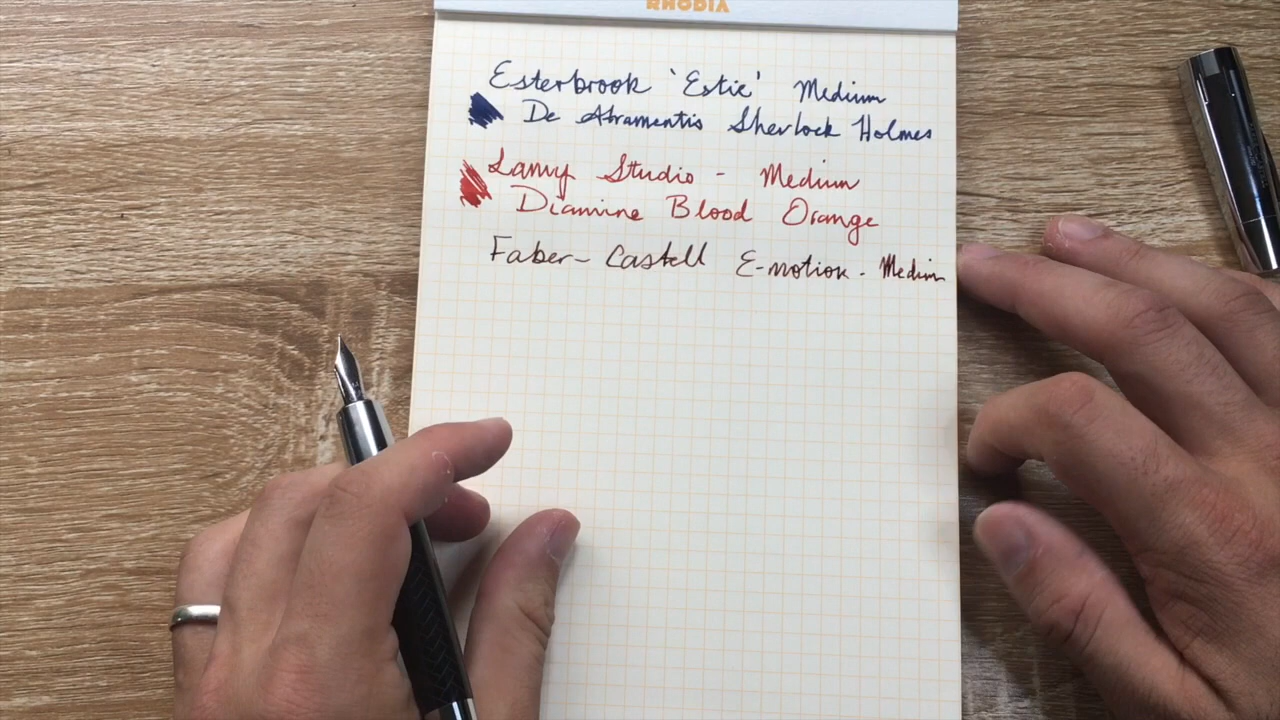 RHODIA
Esterbrook 'Estie' Medium
De Atramentis Sherlock Holmes
Lamy Studio - Medium
Diamine Blood Orange
Faber-Castell E-motion - Medium